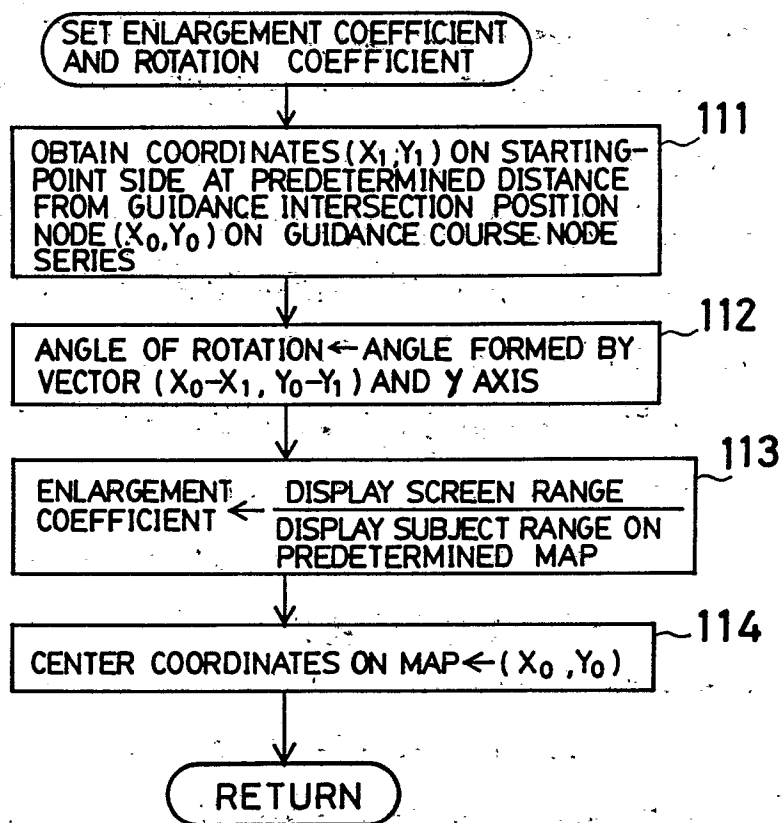 SET ENLARGEMENT COEFFICIENT
AND ROTATION COEFFICIENT
111
OBTAIN COORDINATES (X₁,Y₁) ON STARTING-
POINT SIDE AT PREDETERMINED DISTANCE
FROM GUIDANCE INTERSECTION POSITION
NODE (X₀,Y₀) ON GUIDANCE COURSE NODE
SERIES
112
ANGLE OF ROTATION ← ANGLE FORMED BY
VECTOR (X₀-X₁, Y₀-Y₁) AND Y AXIS
113
ENLARGEMENT
COEFFICIENT ←
DISPLAY SCREEN RANGE
DISPLAY SUBJECT RANGE ON
PREDETERMINED MAP
114
CENTER COORDINATES ON MAP ← (X₀,Y₀)
RETURN